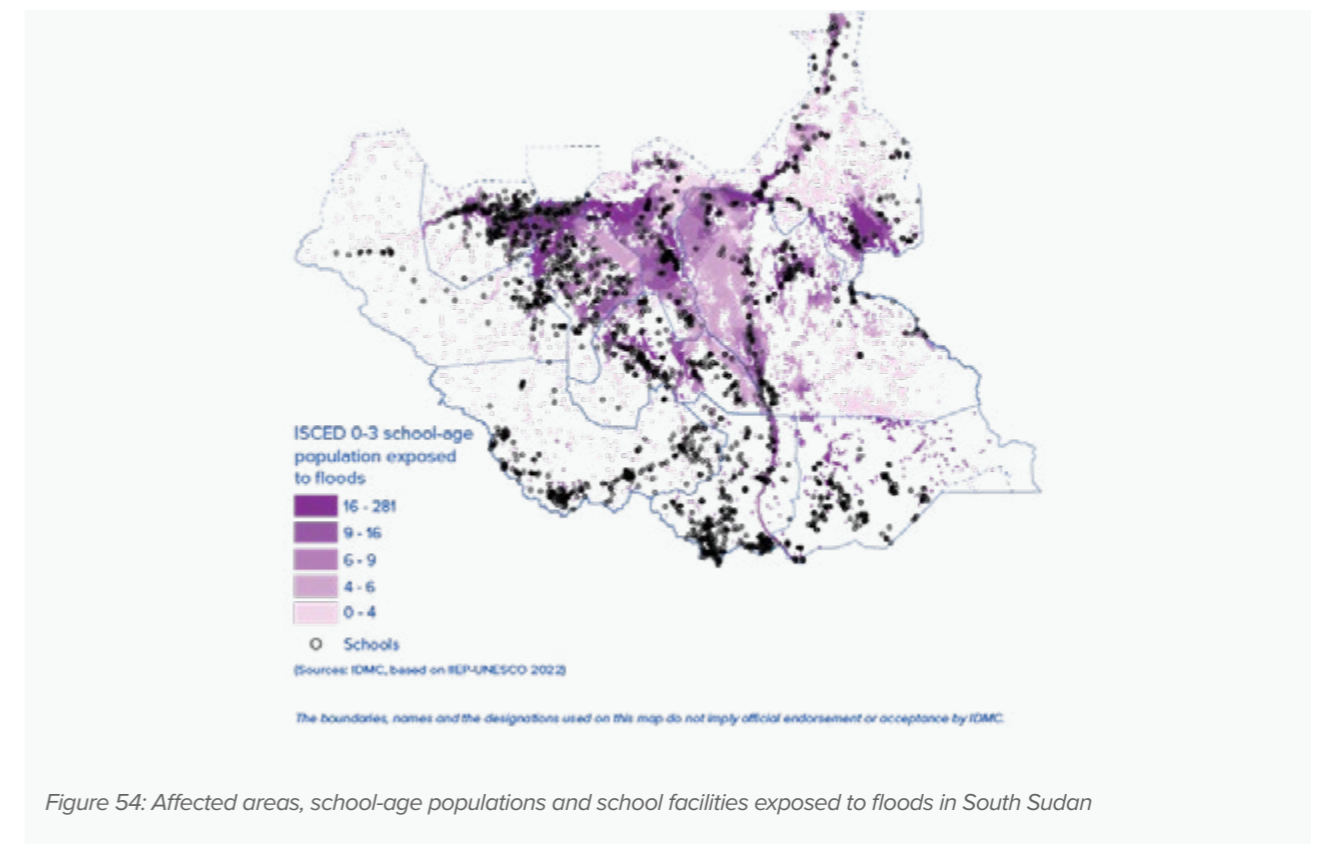 ISCED 0-3 school-age
population exposed
to floods
16 - 281
9 - 16
6 - 9
4 - 6
0 - 4
Schools
(Sources: IDMC, based on IIEP-UNESCO 2022)
The boundaries, names and the designations used on this map do not imply official endorsement or acceptance by IDMC.
Figure 54: Affected areas, school-age populations and school facilities exposed to floods in South Sudan